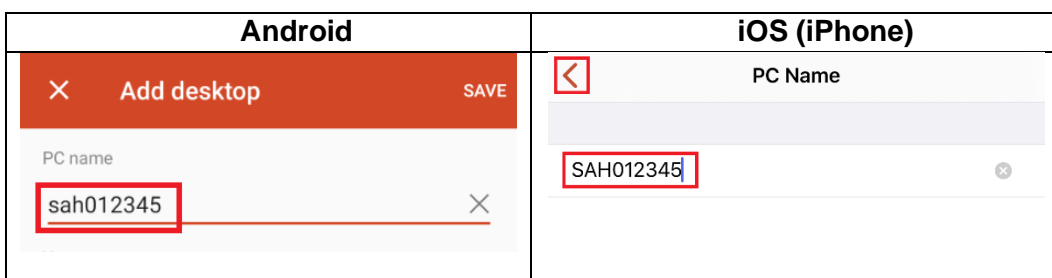 Android
iOS (iPhone)
Add desktop
SAVE
PC name
sah012345
PC Name
SAH012345